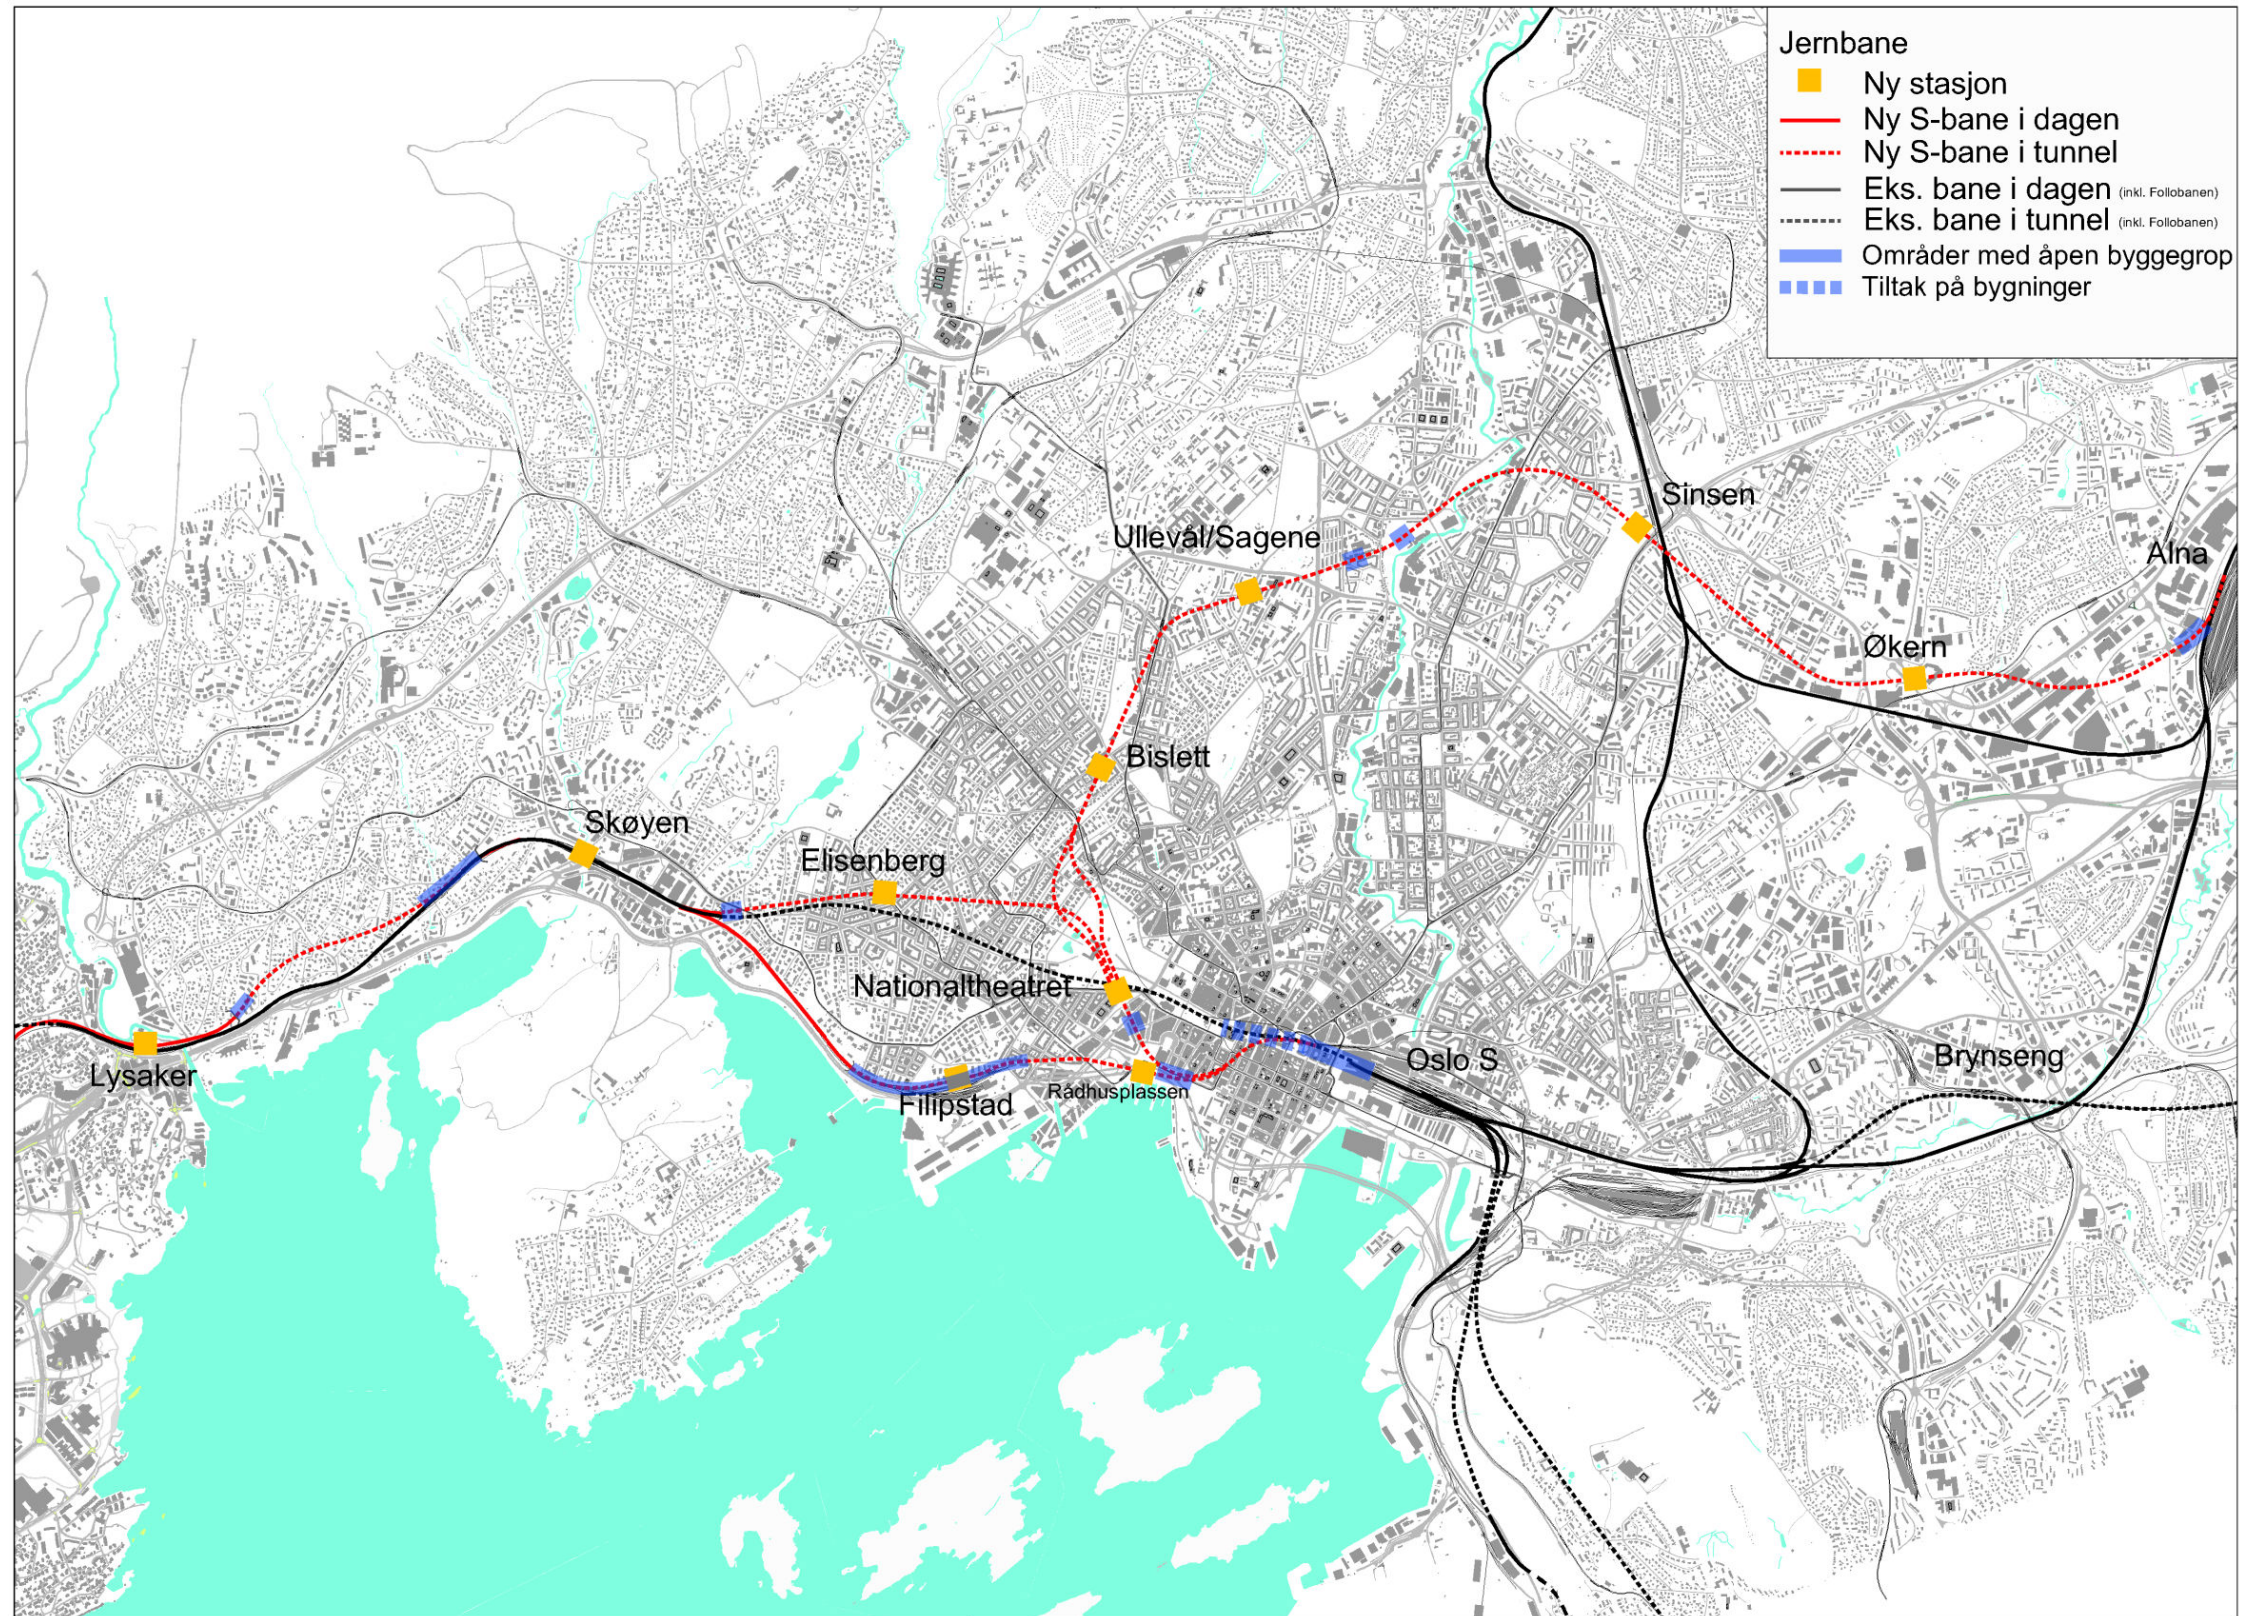 Jernbane
Ny stasjon
Ny S-bane i dagen
Ny S-bane i tunnel
Eks. bane i dagen (inkl. Follobanen)
Eks. bane i tunnel (inkl. Follobanen)
Områder med åpen byggegrop
Tiltak på bygninger
Sinsen
Ullevål/Sagene
Alna
Økern
Bislett
Skøyen
Elisenberg
Nationaltheatret
Oslo S
Brynseng
Lysaker
Rådhusplassen
Filipstad